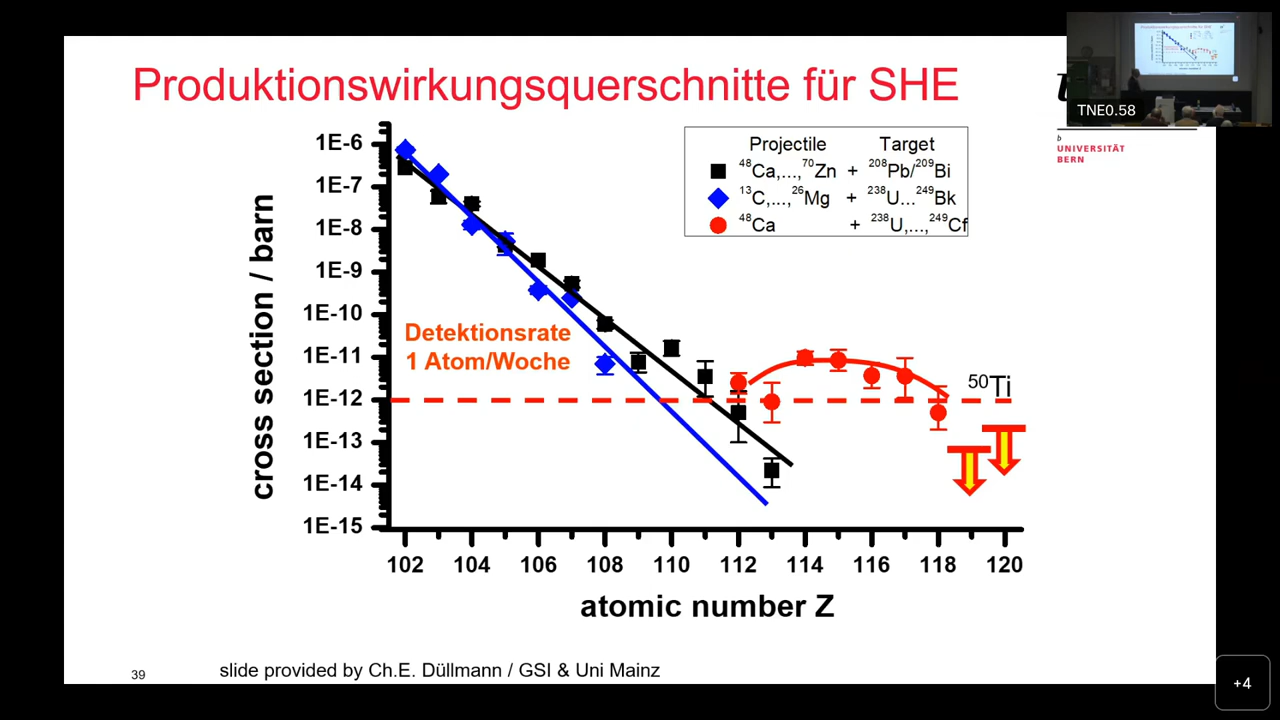 Produktionswirkungsquerschnitte für SHE
TNE0.58
b
UNIVERSITÄT
BERN
Projectile Target
⁴⁸Ca,...,⁷⁰Zn + ²⁰⁸Pb/²⁰⁹Bi
¹³C,...,²⁶Mg + ²³⁸U...²⁴⁹Bk
⁴⁸Ca + ²³⁸U,...,²⁴⁹Cf
cross section / barn
1E-6
1E-7
1E-8
1E-9
1E-10
1E-11
1E-12
1E-13
1E-14
1E-15
Detektionsrate
1 Atom/Woche
⁵⁰Ti
102 104 106 108 110 112 114 116 118 120
atomic number Z
39
slide provided by Ch.E. Düllmann / GSI & Uni Mainz
+4